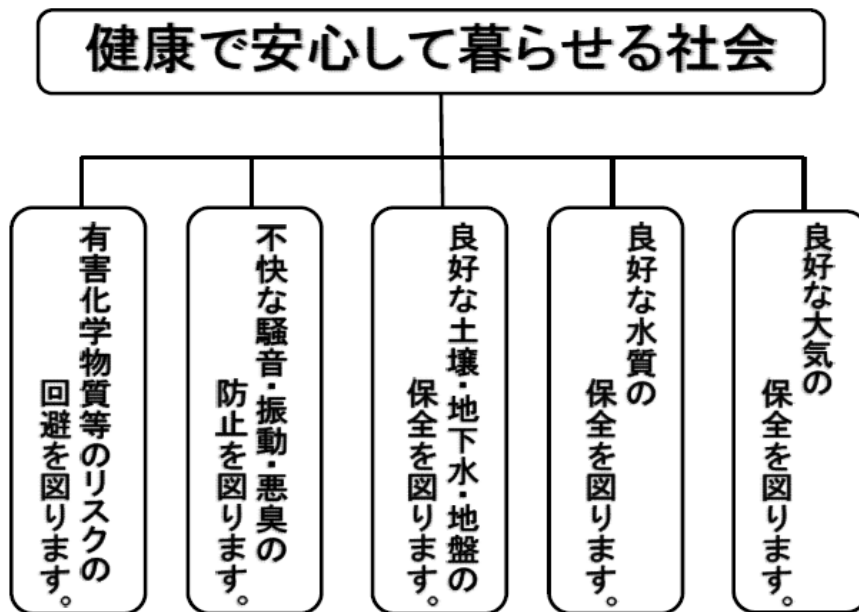 健康で安心して暮らせる社会
良好な大気の
保全を図ります。
良好な水質の
保全を図ります。
良好な土壌・地下水・地盤の
保全を図ります。
不快な騒音・振動・悪臭の
防止を図ります。
有害化学物質等のリスクの
回避を図ります。